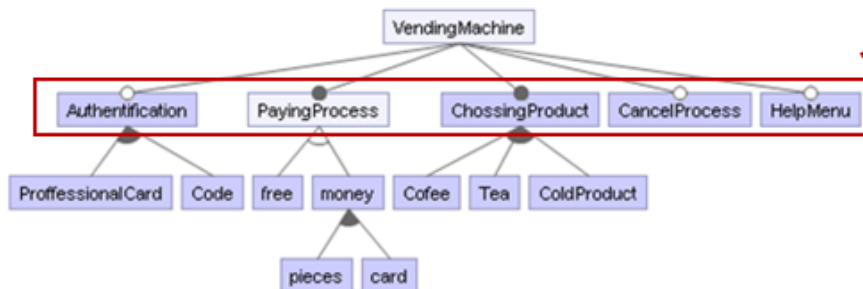 VendingMachine
Authentification PayingProcess ChossingProduct CancelProcess HelpMenu
ProffessionalCard Code free money Cofee Tea ColdProduct
pieces card